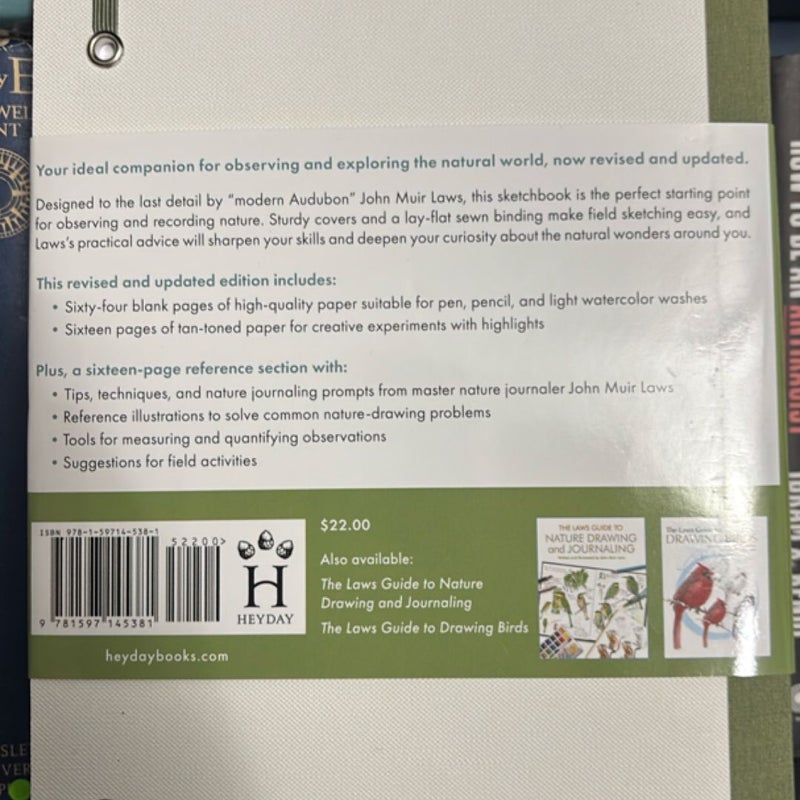 Your ideal companion for observing and exploring the natural world, now revised and updated.
Designed to the last detail by “modern Audubon” John Muir Laws, this sketchbook is the perfect starting point
for observing and recording nature. Sturdy covers and a lay-flat sewn binding make field sketching easy, and
Laws’s practical advice will sharpen your skills and deepen your curiosity about the natural wonders around you.
This revised and updated edition includes:
• Sixty-four blank pages of high-quality paper suitable for pen, pencil, and light watercolor washes
• Sixteen pages of tan-toned paper for creative experiments with highlights
Plus, a sixteen-page reference section with:
• Tips, techniques, and nature journaling prompts from master nature journaler John Muir Laws
• Reference illustrations to solve common nature-drawing problems
• Tools for measuring and quantifying observations
• Suggestions for field activities
ISBN 978-1-59714-538-1
52200>
9 781597 145381
HEYDAY
heydaybooks.com
$22.00
Also available:
The Laws Guide to Nature
Drawing and Journaling
The Laws Guide to Drawing Birds
THE LAWS GUIDE TO
NATURE DRAWING
and JOURNALING
The Laws Guide to
DRAWING BIRDS
HOW TO BE AN ANTIRACIST